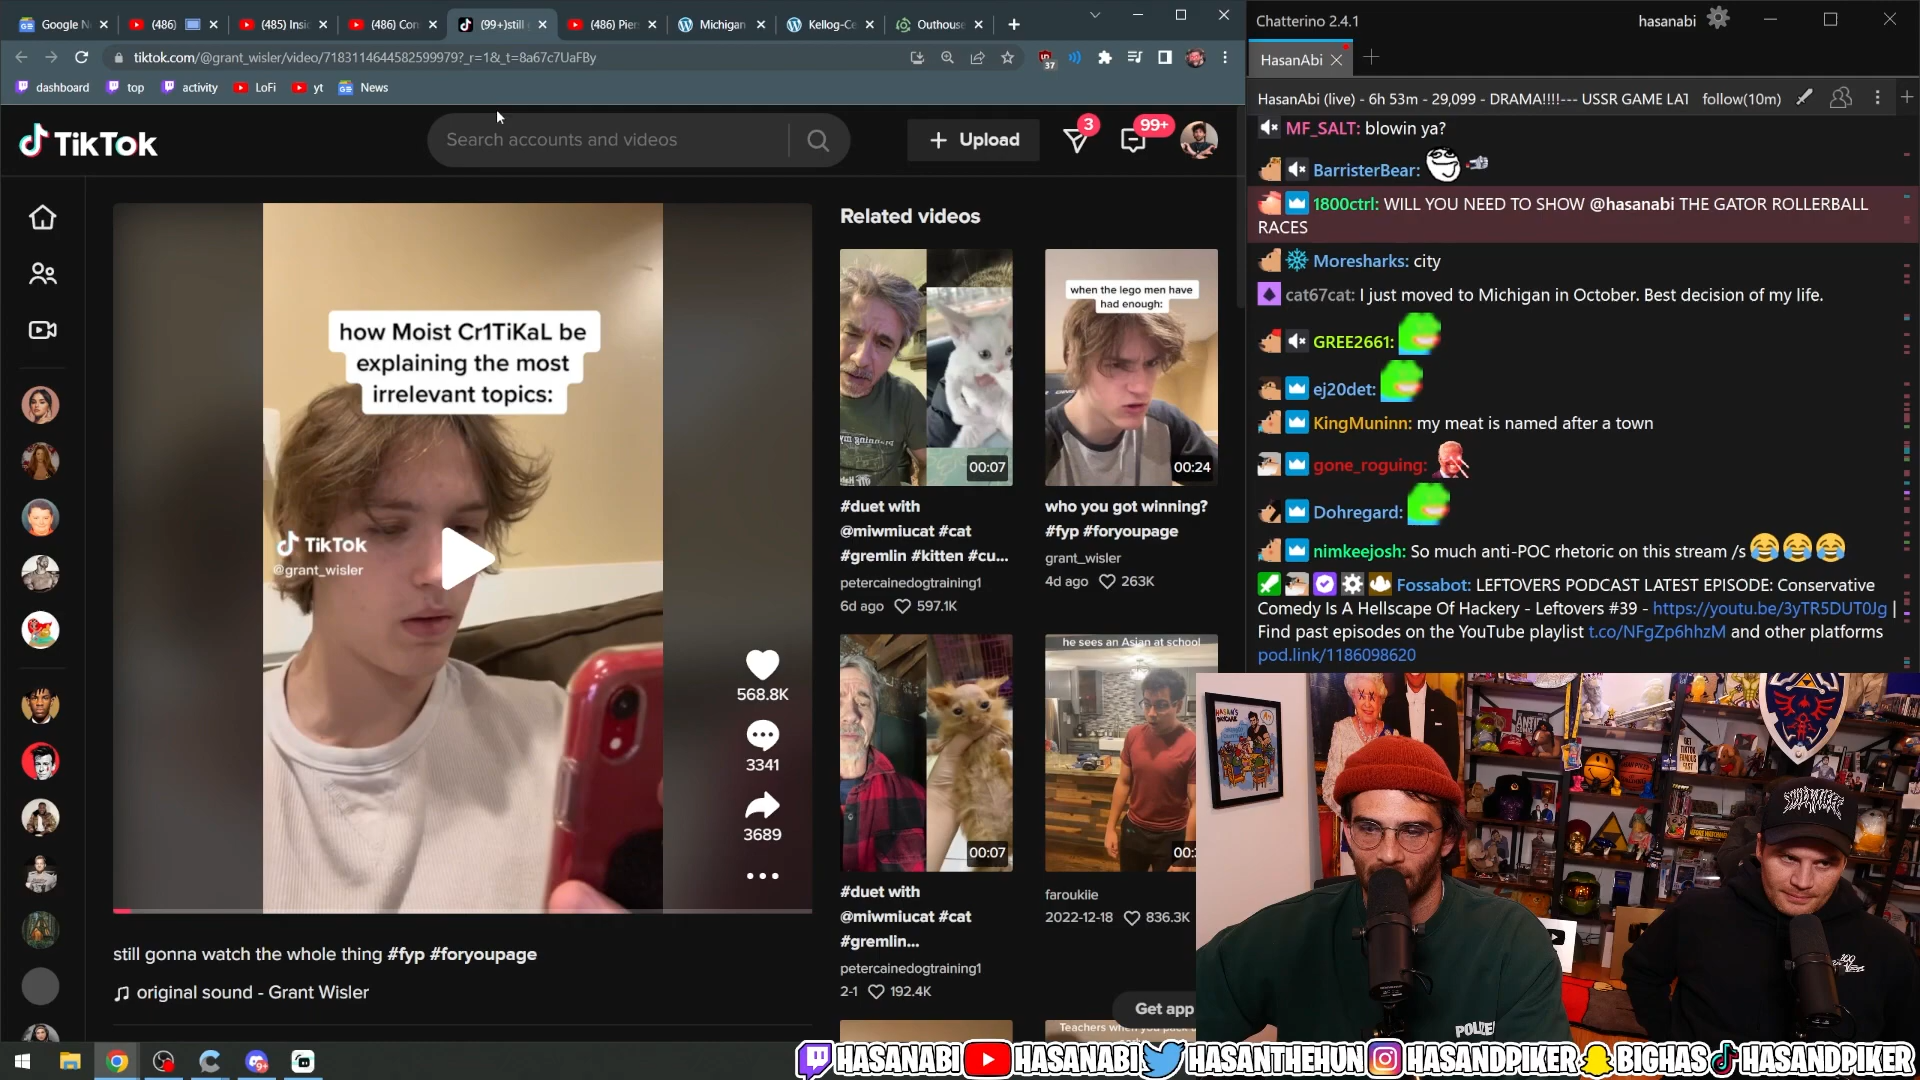 Google N
(486)
(485) Insi
(486) Con
(99+) still
(486) Pier
Michigan
Kellog-Ce
Outhouse
tiktok.com/@grant_wisler/video/7183114644582599979?_r=1&_t=8a67c7UaFBy
37
dashboard
top
activity
LoFi
yt
News
TikTok
Search accounts and videos
Upload
3
99+
how Moist Cr1TiKaL be
explaining the most
irrelevant topics:
TikTok
@grant_wisler
568.8K
3341
3689
still gonna watch the whole thing #fyp #foryoupage
original sound - Grant Wisler
Related videos
00:07
#duet with
@miwmiucat #cat
#gremlin #kitten #cu...
petercainedogtraining1
6d ago 597.1K
when the lego men have
had enough:
00:24
who you got winning?
#fyp #foryoupage
grant_wisler
4d ago 263K
00:07
#duet with
@miwmiucat #cat
#gremlin...
petercainedogtraining1
2-1 192.4K
he sees an Asian at school
00:
faroukiie
2022-12-18 836.3K
Get app
Teachers when you
Chatterino 2.4.1
hasanabi
HasanAbi
HasanAbi (live) - 6h 53m - 29,099 - DRAMA!!!!--- USSR GAME LAT
follow(10m)
MF_SALT: blowin ya?
BarristerBear:
1800ctrl: WILL YOU NEED TO SHOW @hasanabi THE GATOR ROLLERBALL
RACES
Moresharks: city
cat67cat: I just moved to Michigan in October. Best decision of my life.
GREE2661:
ej20det:
KingMuninn: my meat is named after a town
gone_roguing:
Dohregard:
nimkeejosh: So much anti-POC rhetoric on this stream /s
Fossabot: LEFTOVERS PODCAST LATEST EPISODE: Conservative
Comedy Is A Hellscape Of Hackery - Leftovers #39 - https://youtu.be/3yTR5DUT0Jg |
Find past episodes on the YouTube playlist t.co/NFgZp6hhzM and other platforms
pod.link/1186098620
POLIZEI
HASANABI HASANABI HASANTHEHUN HASANDPIKER BIGHAS HASANDPIKER